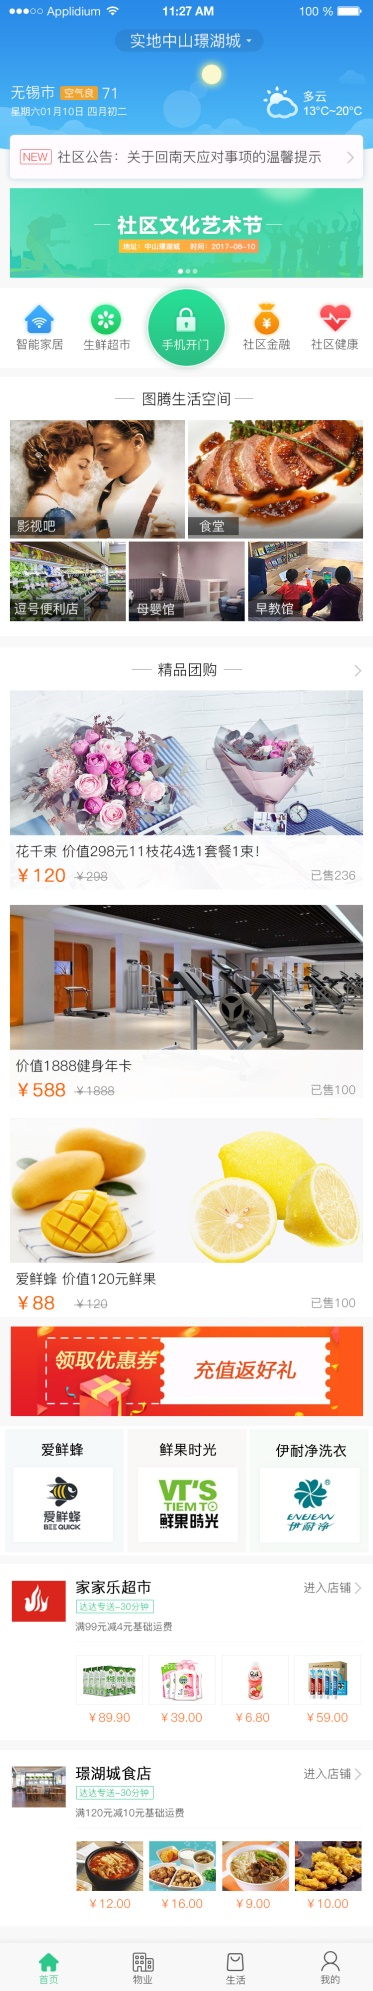 Applidium 11:27 AM 100 %
实地中山璟湖城
无锡市 空气良 71
多云
星期六01月10日 四月初二
13°C~20°C
NEW 社区公告：关于回南天应对事项的温馨提示
社区文化艺术节
地址：中山璟湖城 时间：2017-06-10
智能家居 生鲜超市 手机开门 社区金融 社区健康
图腾生活空间
影视吧 食堂
逗号便利店 母婴馆 早教馆
精品团购
花千束 价值298元11枝花4选1套餐1束!
¥120 ¥298 已售236
价值1888健身年卡
¥588 ¥1888 已售100
爱鲜蜂 价值120元鲜果
¥88 ¥120 已售100
领取优惠券 充值返好礼
爱鲜蜂 鲜果时光 伊耐净洗衣
爱鲜蜂
BEE QUICK
VT'S
TIEM TO
鲜果時光
ENEJEAN
伊耐净
家家乐超市 进入店铺
达达专送-30分钟
满99元减4元基础运费
¥89.90 ¥39.00 ¥6.80 ¥59.00
璟湖城食店 进入店铺
达达专送-30分钟
满120元减10元基础运费
¥12.00 ¥16.00 ¥9.00 ¥10.00
首页 物业 生活 我的